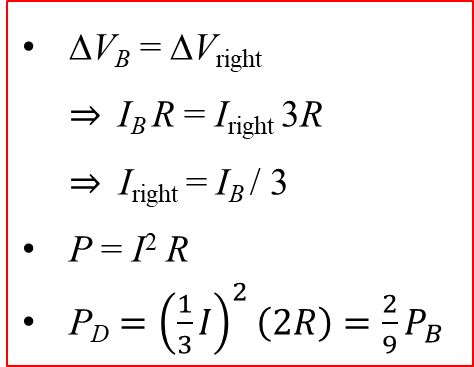 • ΔV_B = ΔV_right
⇒ I_B R = I_right 3R
⇒ I_right = I_B / 3
• P = I² R
• P_D = (1/3 I)² (2R) = 2/9 P_B